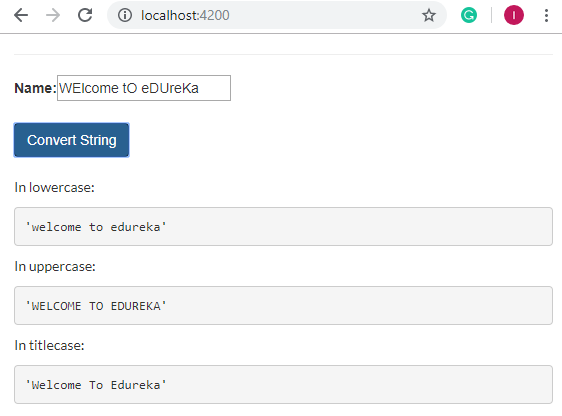 localhost:4200
I
Name: WElcome tO eDUreKa
Convert String
In lowercase:
'welcome to edureka'
In uppercase:
'WELCOME TO EDUREKA'
In titlecase:
'Welcome To Edureka'